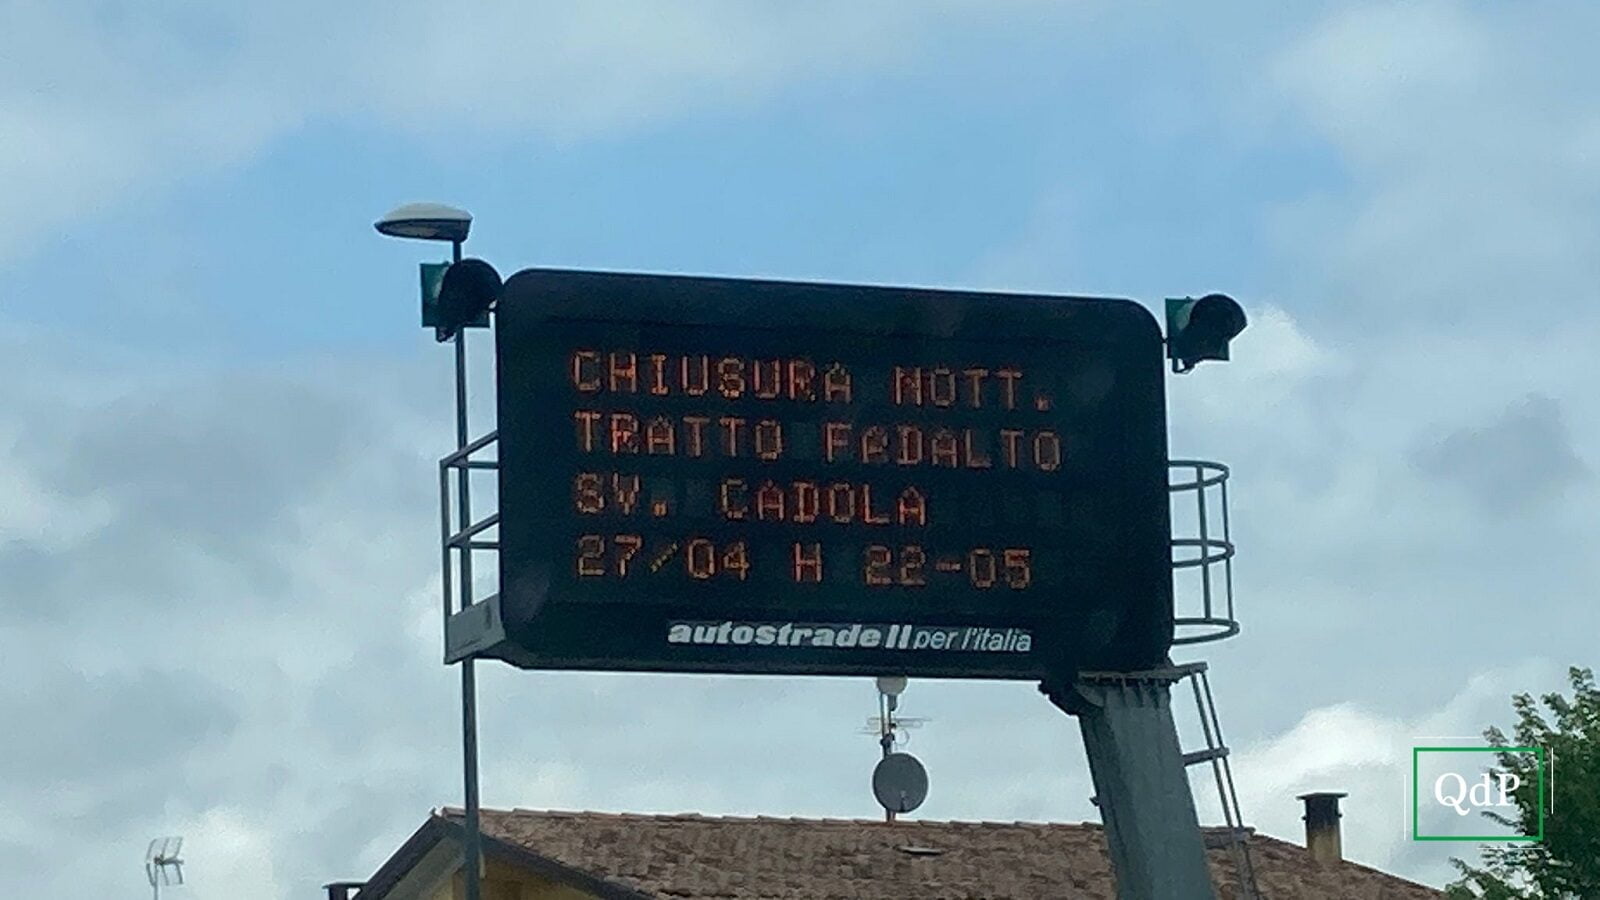 CHIUSURA NOTT.
TRATTO FADALTO
SV. CADOLA
27/04 H 22-05
autostrade per l'italia
QdP